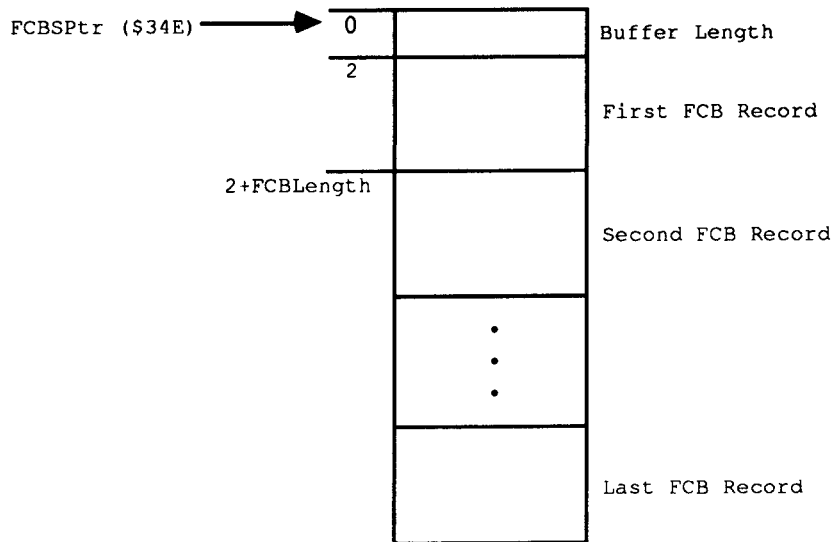 FCBSPtr ($34E)
0
Buffer Length
2
First FCB Record
2+FCBLength
Second FCB Record
Last FCB Record